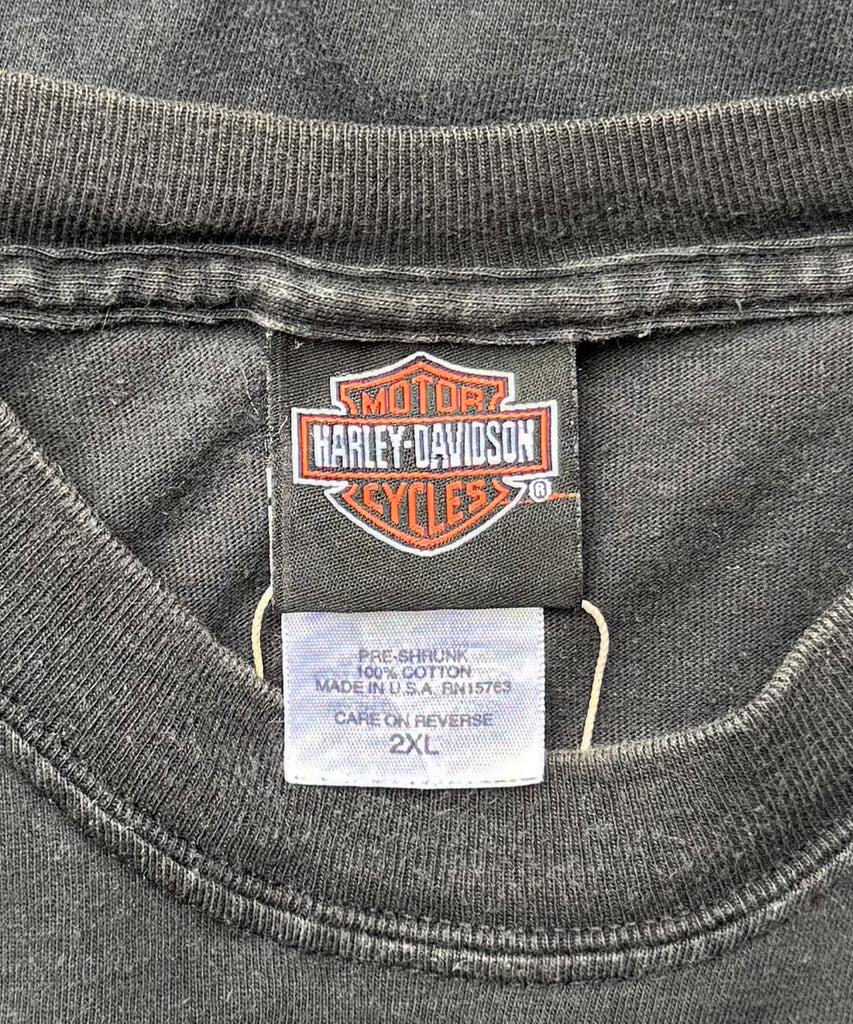 MOTOR
HARLEY-DAVIDSON
CYCLES
®
PRE-SHRUNK
100% COTTON
MADE IN U.S.A. RN15763
CARE ON REVERSE
2XL